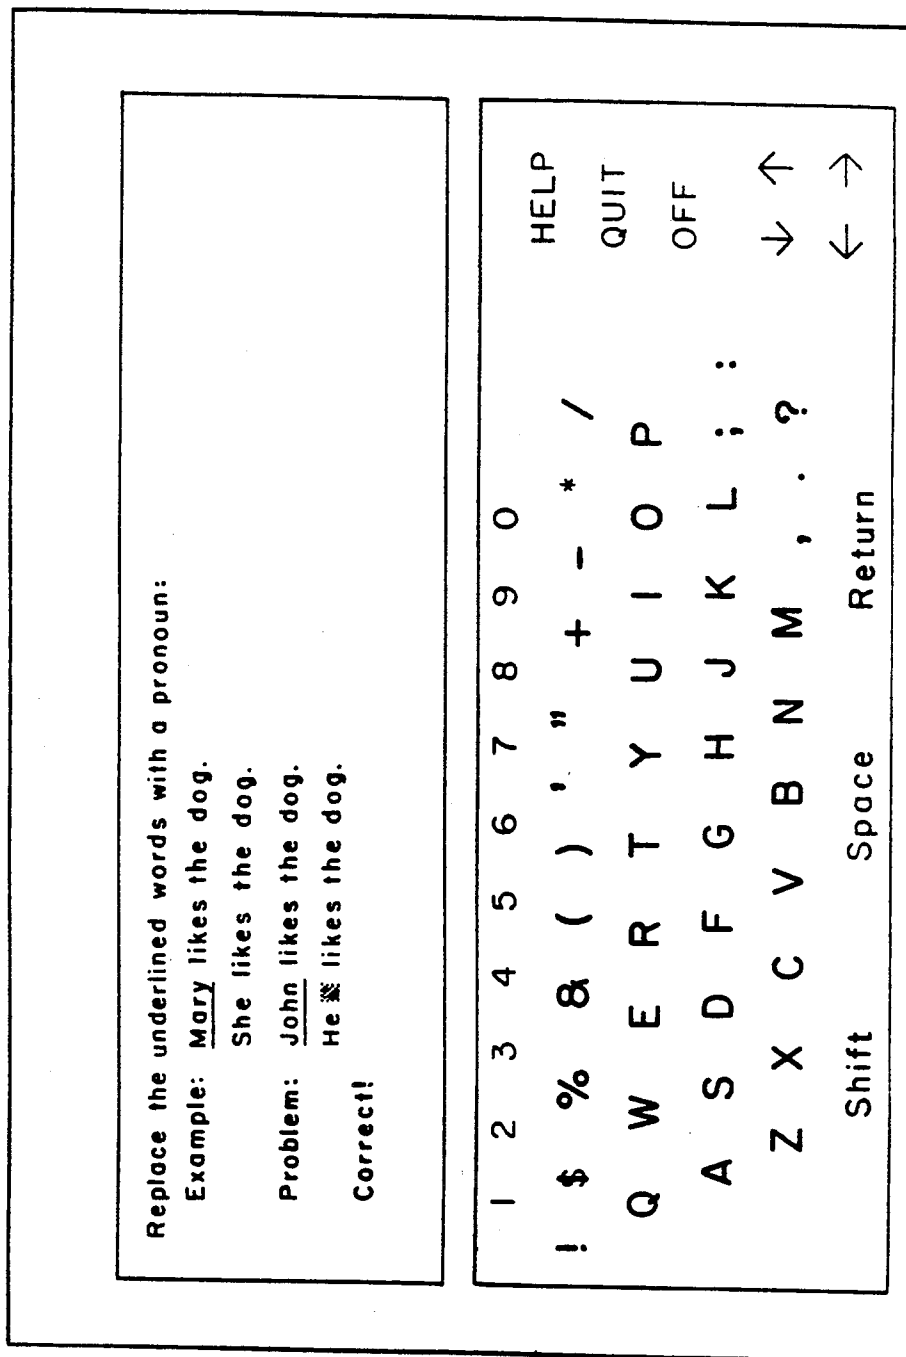 Replace the underlined words with a pronoun:
Example: Mary likes the dog.
She likes the dog.
Problem: John likes the dog.
He likes the dog.
Correct!
1 2 3 4 5 6 7 8 9 0
! $ % & ( ) ' " + - * /
Q W E R T Y U I O P
A S D F G H J K L ; :
Z X C V B N M , . ?
Shift Space Return
HELP
QUIT
OFF
↓ ↑
← →